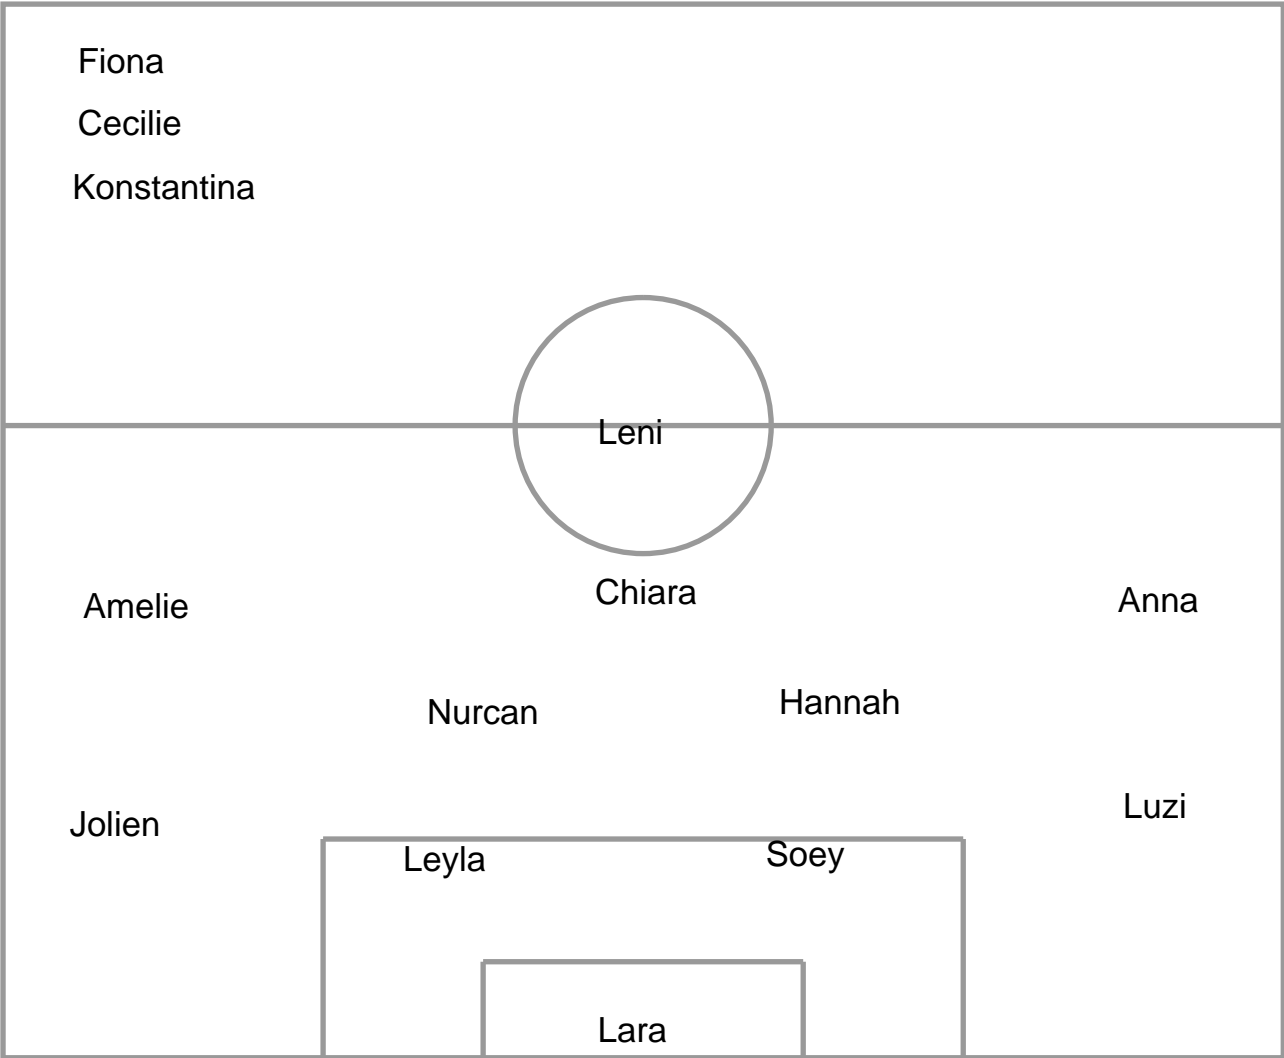 Fiona
Cecilie
Konstantina
Leni
Chiara
Amelie
Anna
Nurcan
Hannah
Jolien
Luzi
Leyla
Soey
Lara